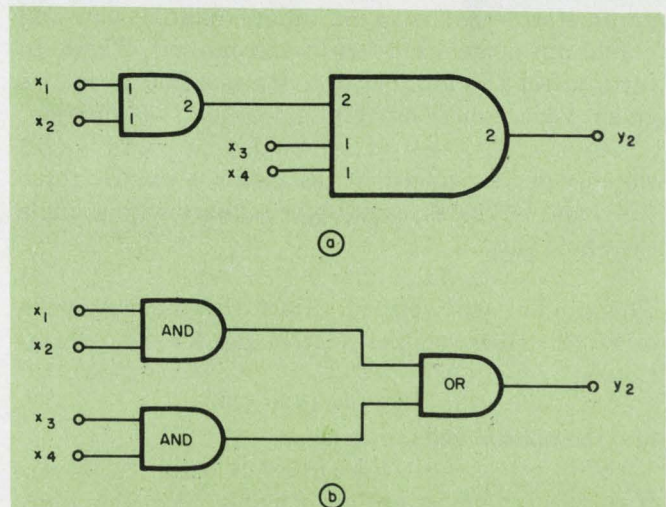 x₁
1
2
x₂
1
2
x₃
1
2
y₂
x₄
1
a
x₁
AND
x₂
OR
y₂
x₃
AND
x₄
b